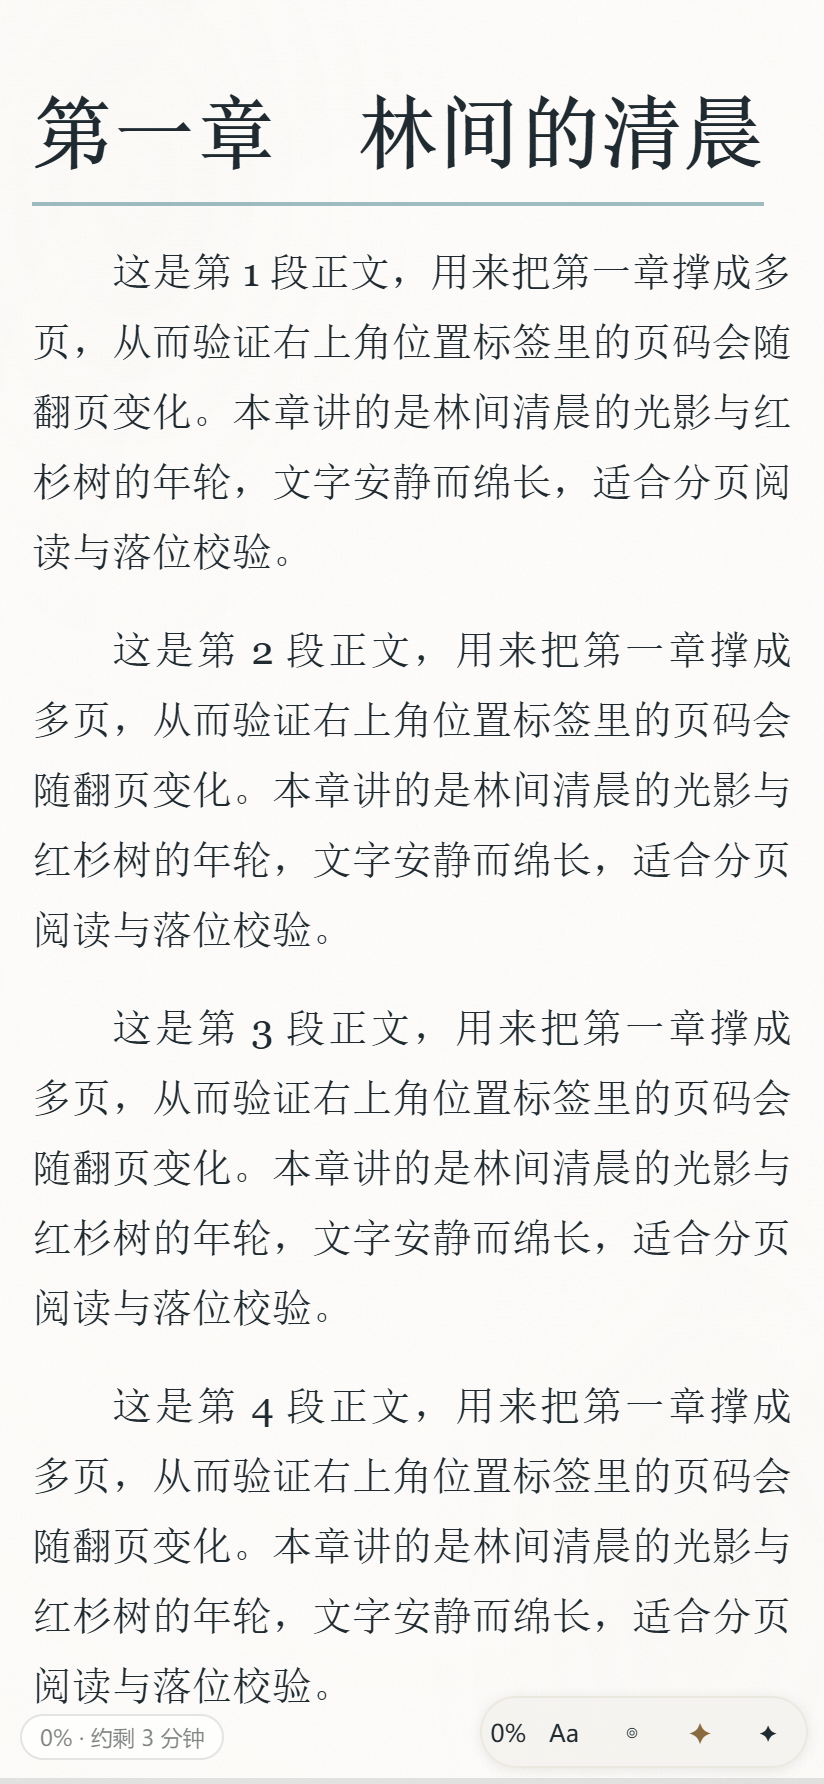 第一章　林间的清晨
这是第 1 段正文，用来把第一章撑成多
页，从而验证右上角位置标签里的页码会随
翻页变化。本章讲的是林间清晨的光影与红
杉树的年轮，文字安静而绵长，适合分页阅
读与落位校验。
这是第 2 段正文，用来把第一章撑成
多页，从而验证右上角位置标签里的页码会
随翻页变化。本章讲的是林间清晨的光影与
红杉树的年轮，文字安静而绵长，适合分页
阅读与落位校验。
这是第 3 段正文，用来把第一章撑成
多页，从而验证右上角位置标签里的页码会
随翻页变化。本章讲的是林间清晨的光影与
红杉树的年轮，文字安静而绵长，适合分页
阅读与落位校验。
这是第 4 段正文，用来把第一章撑成
多页，从而验证右上角位置标签里的页码会
随翻页变化。本章讲的是林间清晨的光影与
红杉树的年轮，文字安静而绵长，适合分页
阅读与落位校验。
0% · 约剩 3 分钟
0% Aa